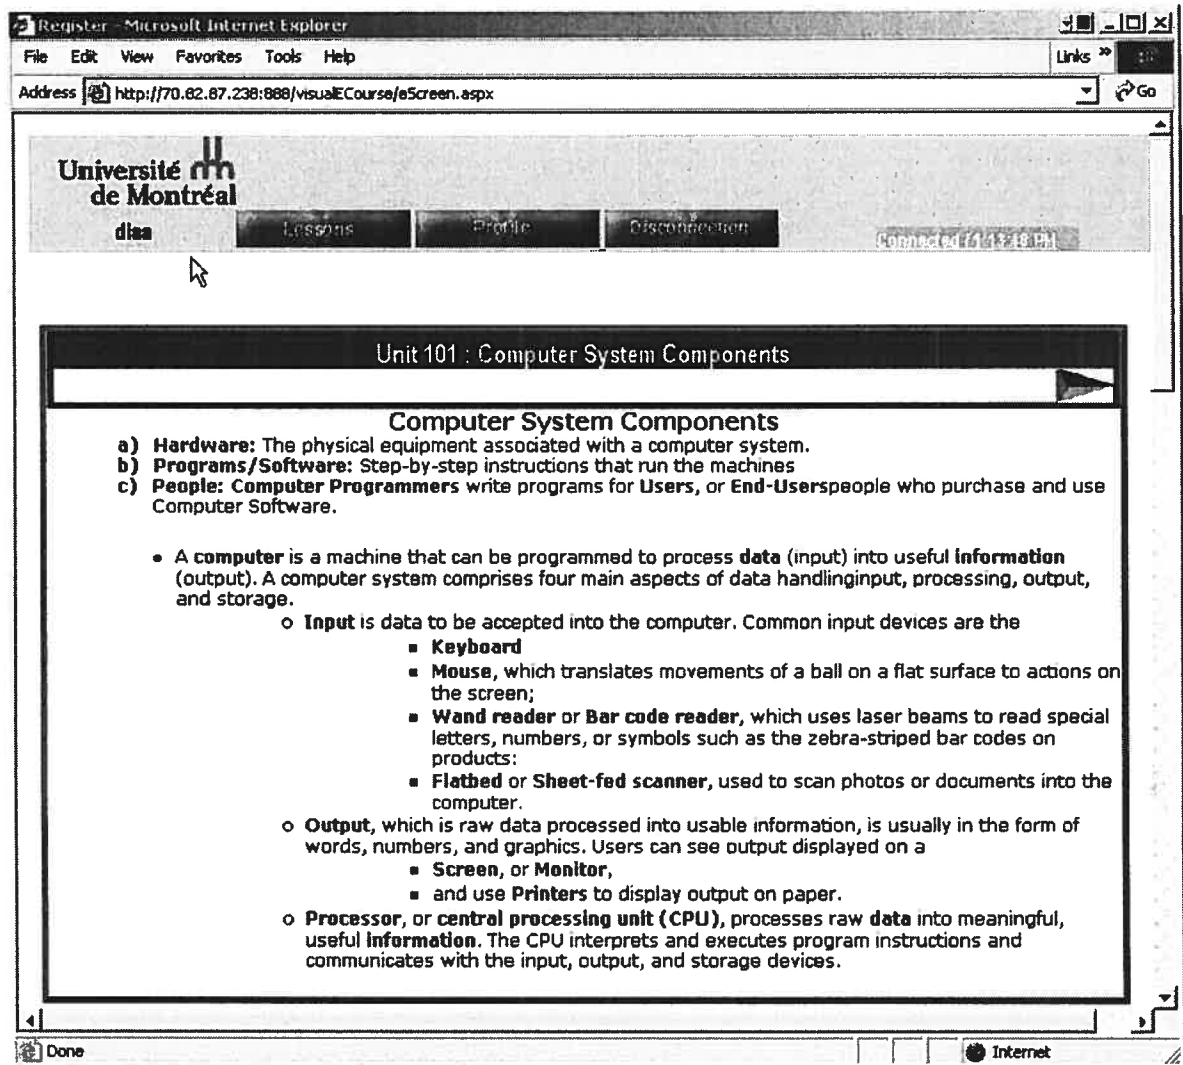 Register - Microsoft Internet Explorer
File Edit View Favorites Tools Help Links »
Address http://70.82.87.238:888/visualECourse/eScreen.aspx Go
Université
de Montréal
diaa Lessons Profile Disconnection Connected / 1:13:18 PM
Unit 101 : Computer System Components
Computer System Components
a) Hardware: The physical equipment associated with a computer system.
b) Programs/Software: Step-by-step instructions that run the machines
c) People: Computer Programmers write programs for Users, or End-Userspeople who purchase and use
Computer Software.
• A computer is a machine that can be programmed to process data (input) into useful information
(output). A computer system comprises four main aspects of data handlinginput, processing, output,
and storage.
o Input is data to be accepted into the computer. Common input devices are the
▪ Keyboard
▪ Mouse, which translates movements of a ball on a flat surface to actions on
the screen;
▪ Wand reader or Bar code reader, which uses laser beams to read special
letters, numbers, or symbols such as the zebra-striped bar codes on
products:
▪ Flatbed or Sheet-fed scanner, used to scan photos or documents into the
computer.
o Output, which is raw data processed into usable information, is usually in the form of
words, numbers, and graphics. Users can see output displayed on a
▪ Screen, or Monitor,
▪ and use Printers to display output on paper.
o Processor, or central processing unit (CPU), processes raw data into meaningful,
useful information. The CPU interprets and executes program instructions and
communicates with the input, output, and storage devices.
Done Internet